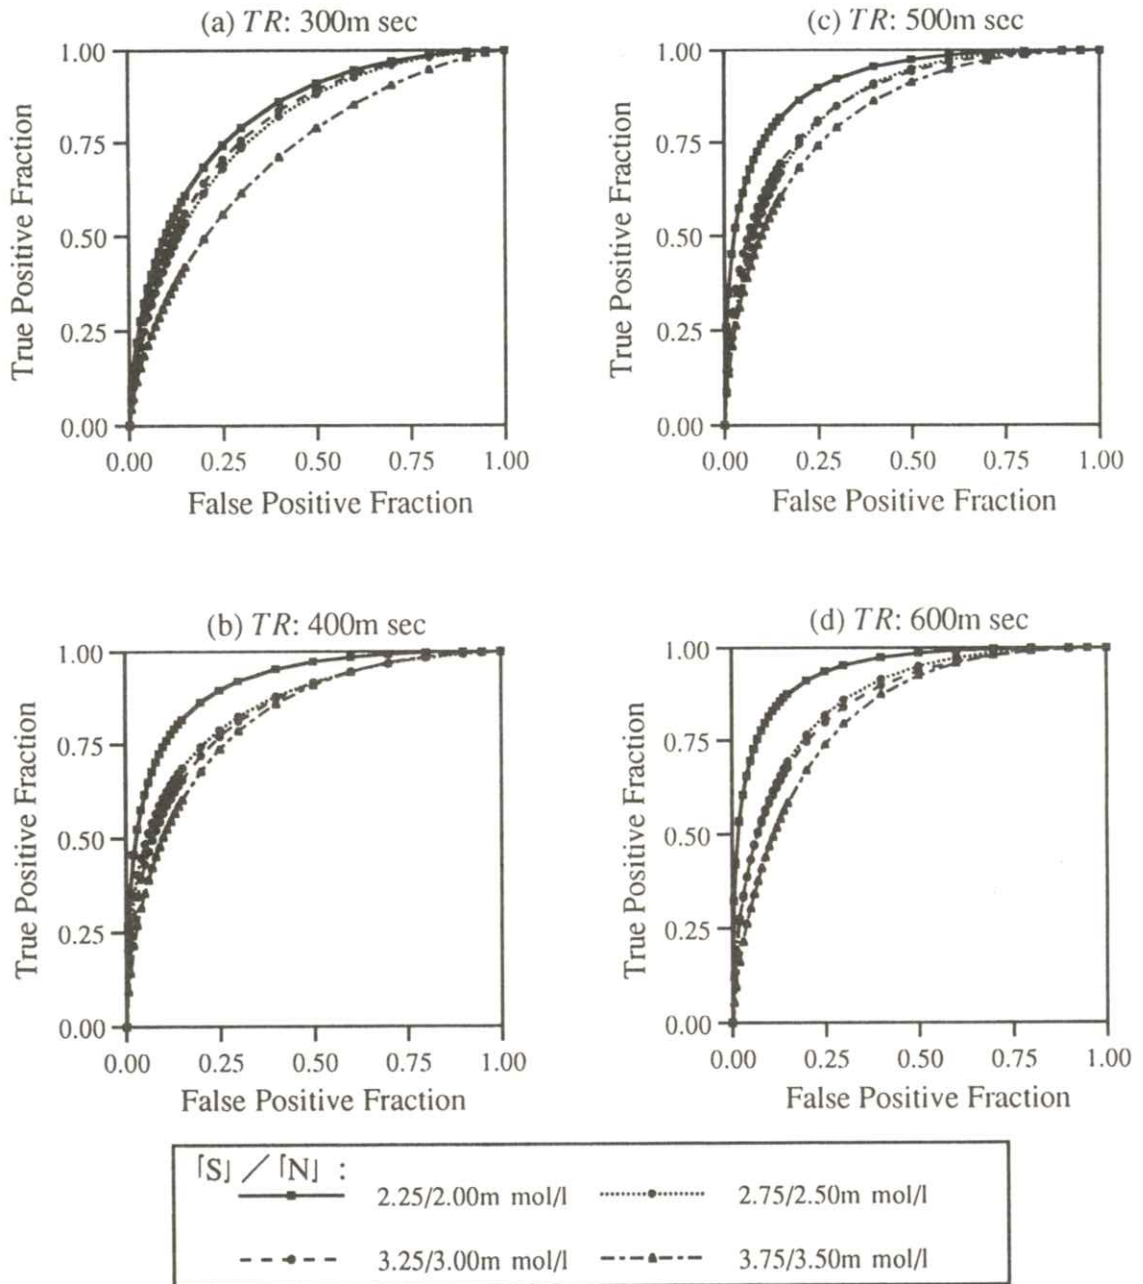 (a) TR: 300m sec
True Positive Fraction
1.00
0.75
0.50
0.25
0.00
0.00 0.25 0.50 0.75 1.00
False Positive Fraction
(c) TR: 500m sec
True Positive Fraction
1.00
0.75
0.50
0.25
0.00
0.00 0.25 0.50 0.75 1.00
False Positive Fraction
(b) TR: 400m sec
True Positive Fraction
1.00
0.75
0.50
0.25
0.00
0.00 0.25 0.50 0.75 1.00
False Positive Fraction
(d) TR: 600m sec
True Positive Fraction
1.00
0.75
0.50
0.25
0.00
0.00 0.25 0.50 0.75 1.00
False Positive Fraction
「S」/「N」 :
2.25/2.00m mol/l 2.75/2.50m mol/l
3.25/3.00m mol/l 3.75/3.50m mol/l